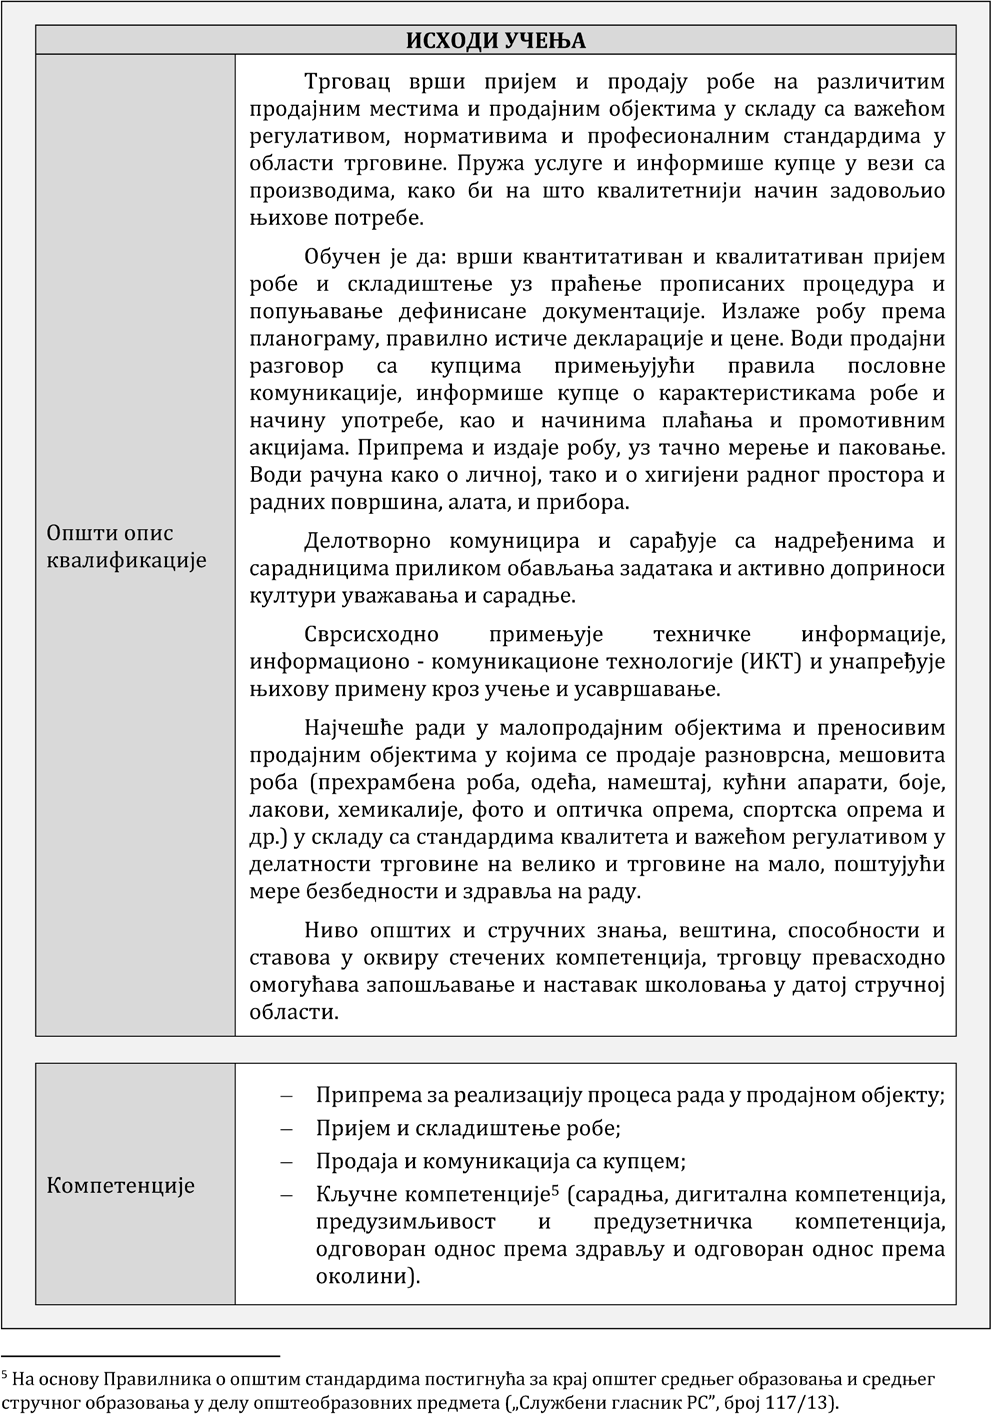 ИСХОДИ УЧЕЊА
Општи опис
квалификације
Трговац врши пријем и продају робе на различитим
продајним местима и продајним објектима у складу са важећом
регулативом, нормативима и професионалним стандардима у
области трговине. Пружа услуге и информише купце у вези са
производима, како би на што квалитетнији начин задовољио
њихове потребе.
Обучен је да: врши квантитативан и квалитативан пријем
робе и складиштење уз праћење прописаних процедура и
попуњавање дефинисане документације. Излаже робу према
планограму, правилно истиче декларације и цене. Води продајни
разговор са купцима примењујући правила пословне
комуникације, информише купце о карактеристикама робе и
начину употребе, као и начинима плаћања и промотивним
акцијама. Припрема и издаје робу, уз тачно мерење и паковање.
Води рачуна како о личној, тако и о хигијени радног простора и
радних површина, алата, и прибора.
Делотворно комуницира и сарађује са надређенима и
сарадницима приликом обављања задатака и активно доприноси
култури уважавања и сарадње.
Сврсисходно примењује техничке информације,
информационо - комуникационе технологије (ИКТ) и унапређује
њихову примену кроз учење и усавршавање.
Најчешће ради у малопродајним објектима и преносивим
продајним објектима у којима се продаје разноврсна, мешовита
роба (прехрамбена роба, одећа, намештај, кућни апарати, боје,
лакови, хемикалије, фото и оптичка опрема, спортска опрема и
др.) у складу са стандардима квалитета и важећом регулативом у
делатности трговине на велико и трговине на мало, поштујући
мере безбедности и здравља на раду.
Ниво општих и стручних знања, вештина, способности и
ставова у оквиру стечених компетенција, трговцу превасходно
омогућава запошљавање и наставак школовања у датој стручној
области.
Компетенције
– Припрема за реализацију процеса рада у продајном објекту;
– Пријем и складиштење робе;
– Продаја и комуникација са купцем;
– Кључне компетенције⁵ (сарадња, дигитална компетенција,
предузимљивост и предузетничка компетенција,
одговоран однос према здрављу и одговоран однос према
околини).
⁵ На основу Правилника о општим стандардима постигнућа за крај општег средњег образовања и средњег
стручног образовања у делу општеобразовних предмета („Службени гласник РС”, број 117/13).